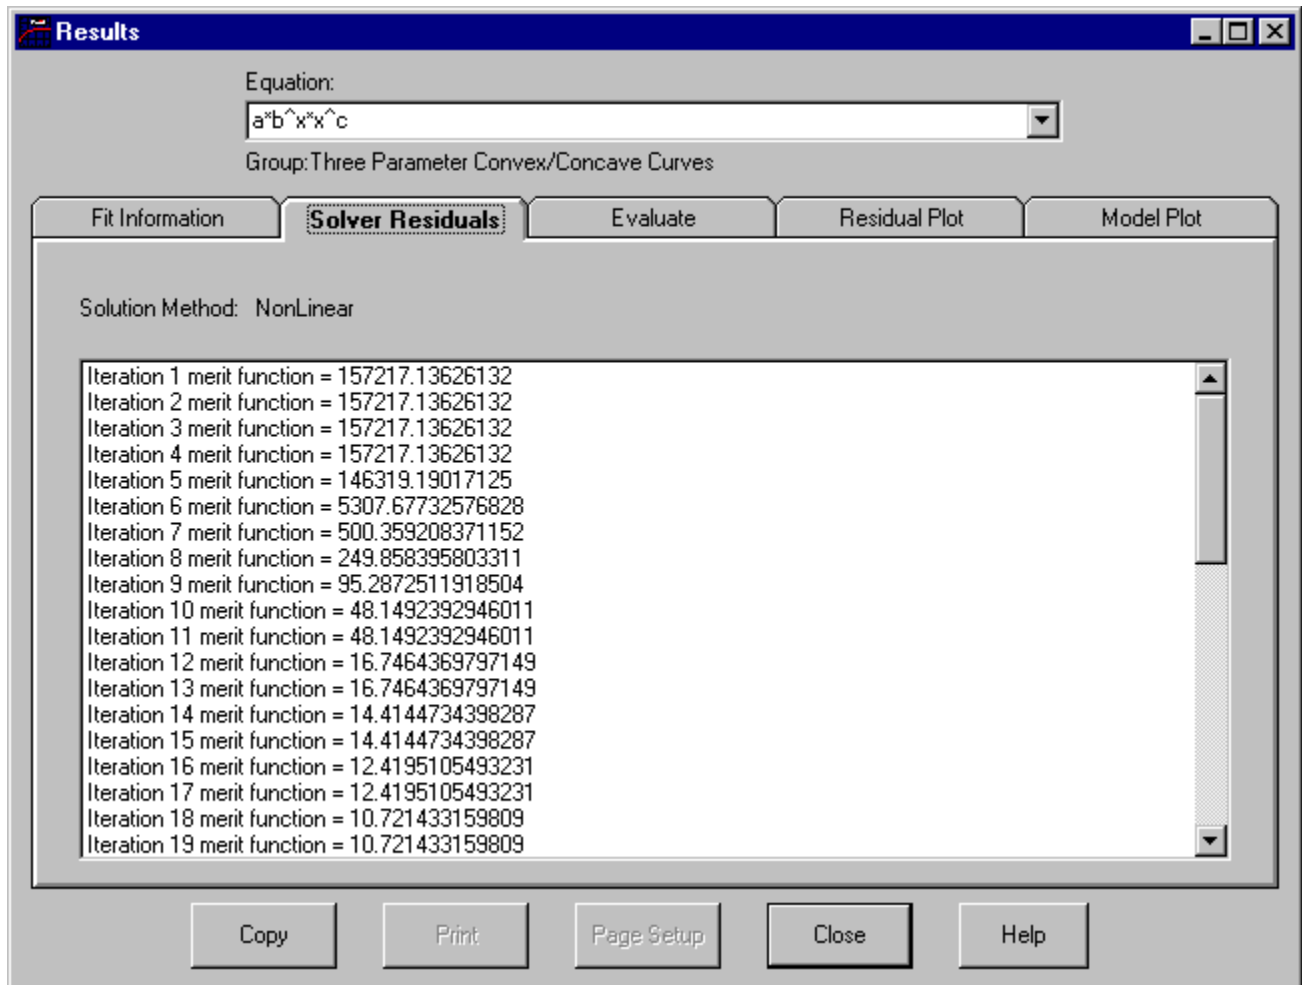 Results
Equation:
a*b^x*x^c
Group:Three Parameter Convex/Concave Curves
Fit Information Solver Residuals Evaluate Residual Plot Model Plot
Solution Method: NonLinear
Iteration 1 merit function = 157217.13626132
Iteration 2 merit function = 157217.13626132
Iteration 3 merit function = 157217.13626132
Iteration 4 merit function = 157217.13626132
Iteration 5 merit function = 146319.19017125
Iteration 6 merit function = 5307.67732576828
Iteration 7 merit function = 500.359208371152
Iteration 8 merit function = 249.858395803311
Iteration 9 merit function = 95.2872511918504
Iteration 10 merit function = 48.1492392946011
Iteration 11 merit function = 48.1492392946011
Iteration 12 merit function = 16.7464369797149
Iteration 13 merit function = 16.7464369797149
Iteration 14 merit function = 14.4144734398287
Iteration 15 merit function = 14.4144734398287
Iteration 16 merit function = 12.4195105493231
Iteration 17 merit function = 12.4195105493231
Iteration 18 merit function = 10.721433159809
Iteration 19 merit function = 10.721433159809
Copy Print Page Setup Close Help